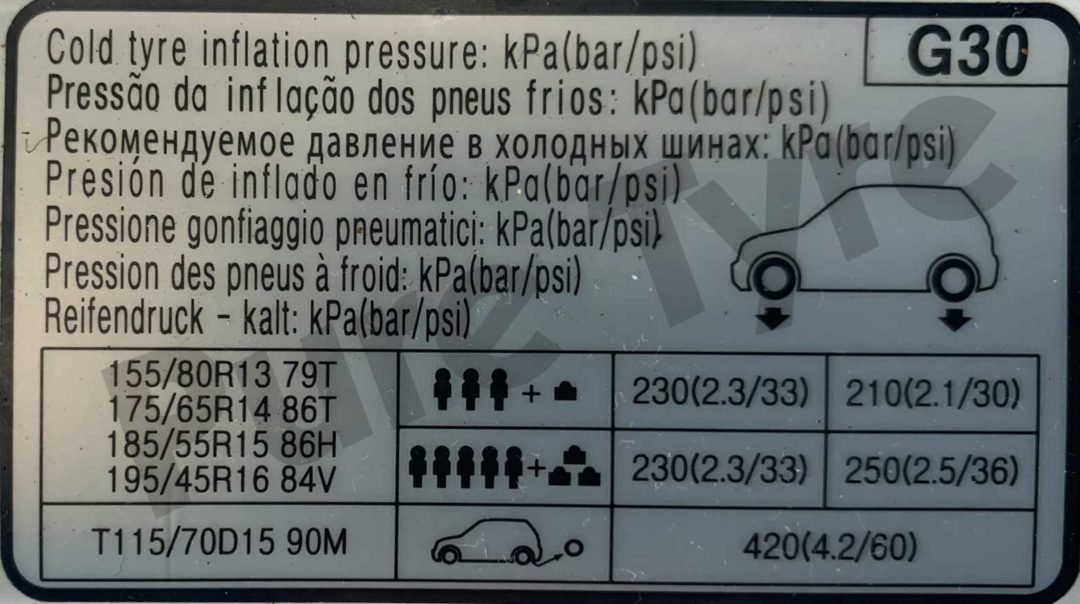 G30
Cold tyre inflation pressure: kPa(bar/psi)
Pressão da inflação dos pneus frios: kPa(bar/psi)
Рекомендуемое давление в холодных шинах: kPa(bar/psi)
Presión de inflado en frío: kPa(bar/psi)
Pressione gonfiaggio pneumatici: kPa(bar/psi)
Pression des pneus à froid: kPa(bar/psi)
Reifendruck - kalt: kPa(bar/psi)
155/80R13 79T
175/65R14 86T
185/55R15 86H
195/45R16 84V
+
230(2.3/33)
210(2.1/30)
+
230(2.3/33)
250(2.5/36)
T115/70D15 90M
420(4.2/60)
Pure Tyre